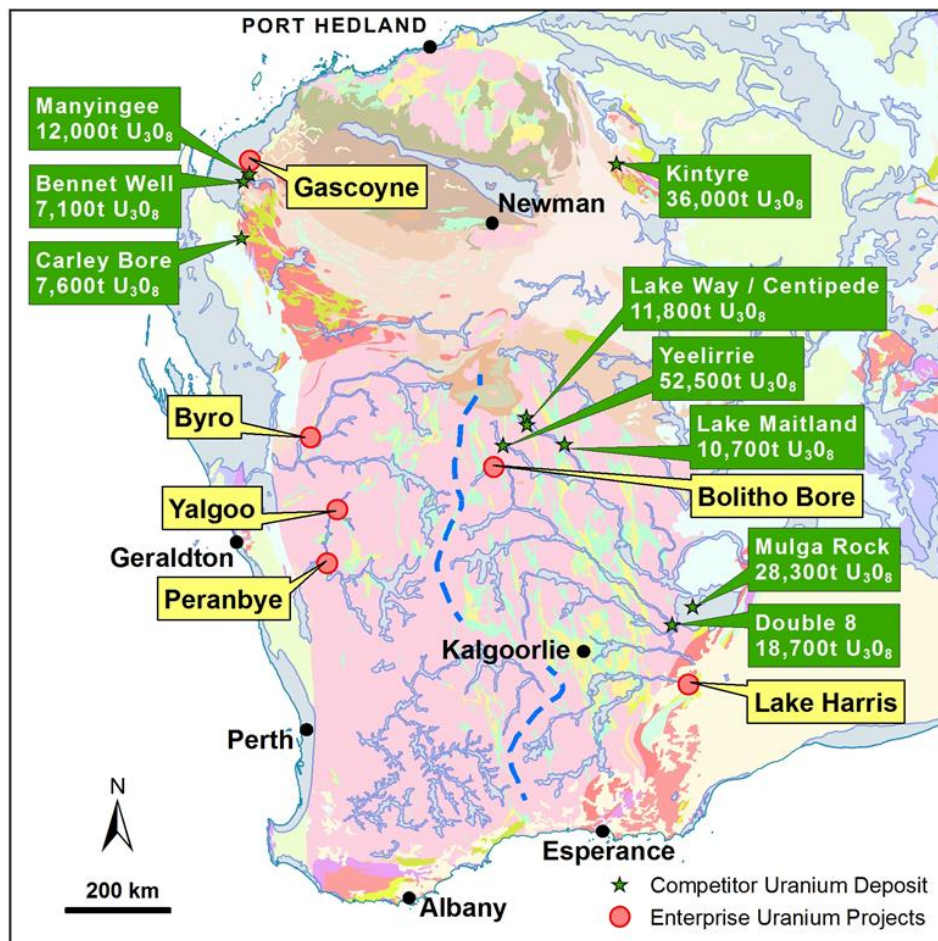 PORT HEDLAND
Manyingee
12,000t U₃0₈
Bennet Well
7,100t U₃0₈
Carley Bore
7,600t U₃0₈
Gascoyne
Newman
Kintyre
36,000t U₃0₈
Lake Way / Centipede
11,800t U₃0₈
Yeelirrie
52,500t U₃0₈
Lake Maitland
10,700t U₃0₈
Byro
Bolitho Bore
Yalgoo
Geraldton
Peranbye
Mulga Rock
28,300t U₃0₈
Double 8
18,700t U₃0₈
Kalgoorlie
Lake Harris
Perth
N
200 km
Esperance
Albany
Competitor Uranium Deposit
Enterprise Uranium Projects